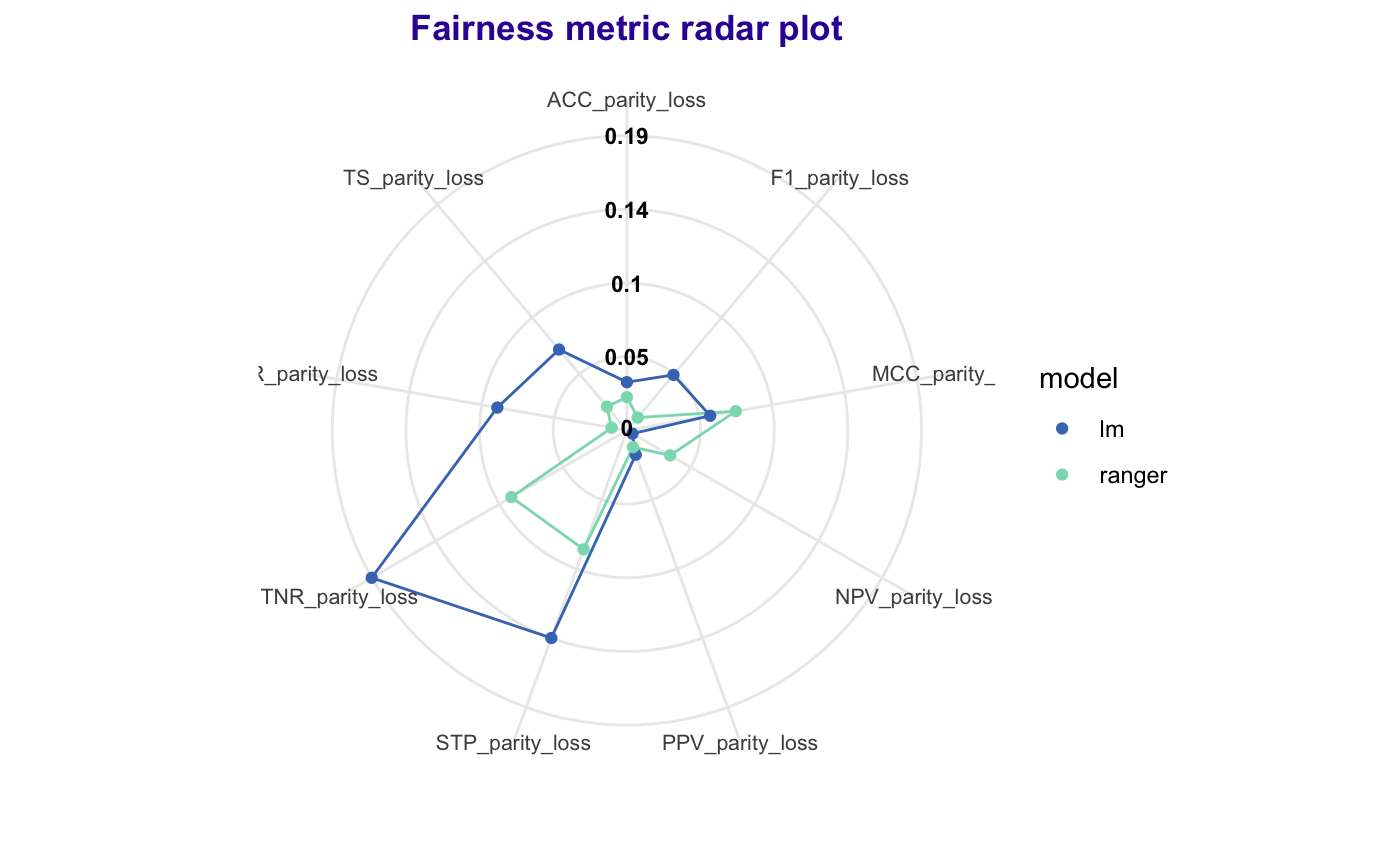 Fairness metric radar plot
ACC_parity_loss
0.19
TS_parity_loss
F1_parity_loss
0.14
0.1
0.05
R_parity_loss
MCC_parity_
model
0
lm
ranger
TNR_parity_loss
NPV_parity_loss
STP_parity_loss
PPV_parity_loss